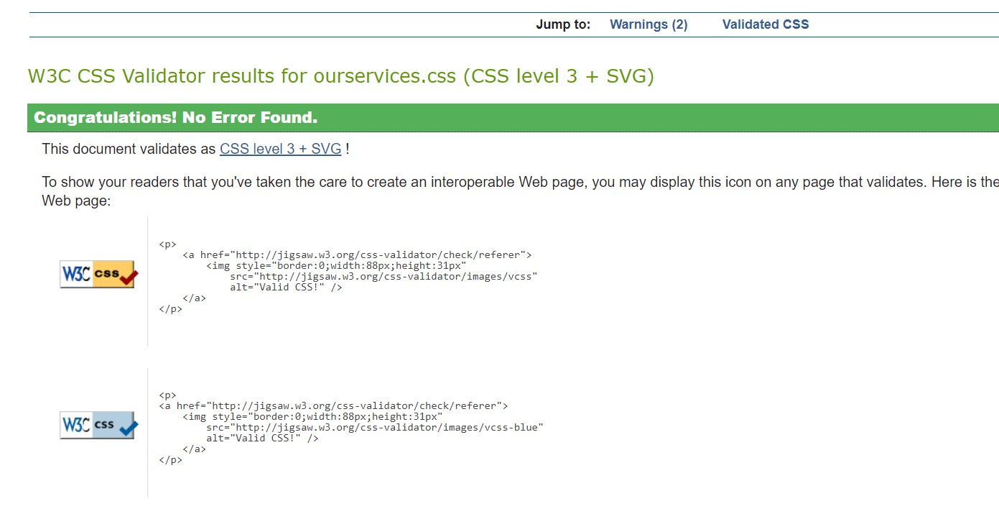 Jump to: Warnings (2) Validated CSS
W3C CSS Validator results for ourservices.css (CSS level 3 + SVG)
Congratulations! No Error Found.
This document validates as CSS level 3 + SVG !
To show your readers that you've taken the care to create an interoperable Web page, you may display this icon on any page that validates. Here is the
Web page:
W3C css
<p>
<a href="http://jigsaw.w3.org/css-validator/check/referer">
<img style="border:0;width:88px;height:31px"
src="http://jigsaw.w3.org/css-validator/images/vcss"
alt="Valid CSS!" />
</a>
</p>
W3C css
<p>
<a href="http://jigsaw.w3.org/css-validator/check/referer">
<img style="border:0;width:88px;height:31px"
src="http://jigsaw.w3.org/css-validator/images/vcss-blue"
alt="Valid CSS!" />
</a>
</p>